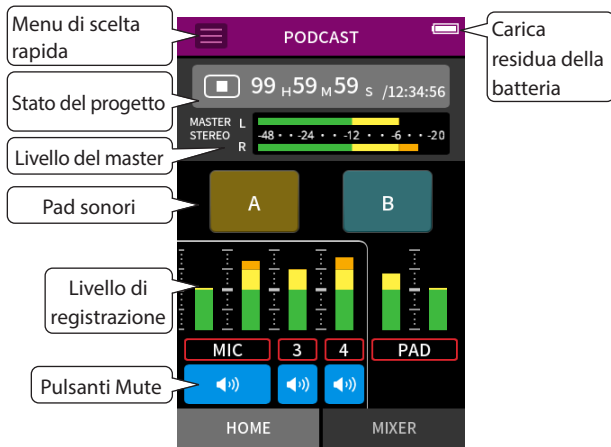 Menu di scelta
rapida
PODCAST
Carica
residua della
batteria
Stato del progetto
99 H 59 M 59 S /12:34:56
MASTER L
STEREO
-48 · · -24 · · -12 · · -6 · · -20
R
Livello del master
Pad sonori
A B
Livello di
registrazione
MIC 3 4 PAD
Pulsanti Mute
HOME MIXER